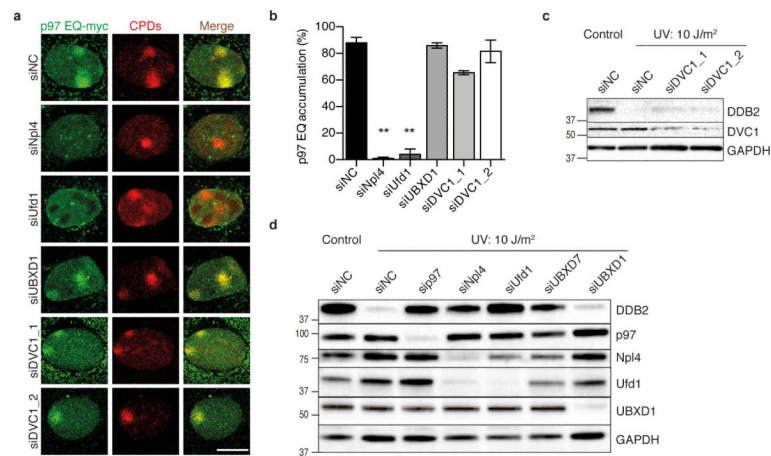 a
p97 EQ-myc CPDs Merge
siNC
siNpl4
siUfd1
siUBXD1
siDVC1_1
siDVC1_2
b
p97 EQ accumulation (%)
100
80
60
40
20
0
** **
siNC siNpl4 siUfd1 siUBXD1 siDVC1_1 siDVC1_2
c
Control UV: 10 J/m²
siNC siNC siDVC1_1 siDVC1_2
DDB2
37
DVC1
50
GAPDH
37
d
Control UV: 10 J/m²
siNC siNC sip97 siNpl4 siUfd1 siUBXD7 siUBXD1
DDB2
37
100
p97
75
Npl4
Ufd1
37
50
UBXD1
GAPDH
37